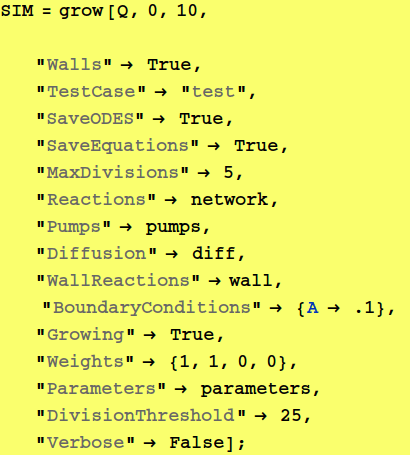 SIM = grow[Q, 0, 10,
"Walls" → True,
"TestCase" → "test",
"SaveODES" → True,
"SaveEquations" → True,
"MaxDivisions" → 5,
"Reactions" → network,
"Pumps" → pumps,
"Diffusion" → diff,
"WallReactions" → wall,
"BoundaryConditions" → {A → .1},
"Growing" → True,
"Weights" → {1, 1, 0, 0},
"Parameters" → parameters,
"DivisionThreshold" → 25,
"Verbose" → False];